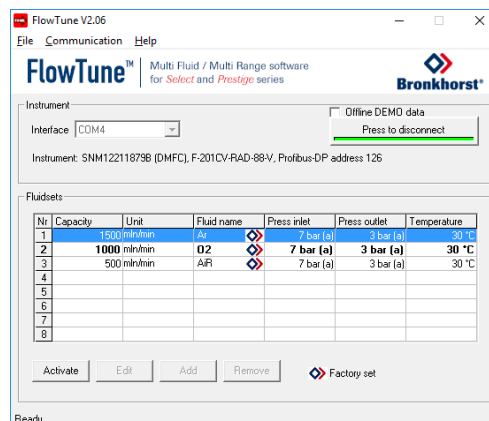 FlowTune V2.06
File Communication Help
FlowTune™ Multi Fluid / Multi Range software
for Select and Prestige series
Bronkhorst®
Instrument
Offline DEMO data
Interface COM4 Press to disconnect
Instrument: SNM12211879B (DMFC), F-201CV-RAD-88-V, Profibus-DP address 126
Fluidsets
Nr Capacity Unit Fluid name Press inlet Press outlet Temperature
1 1500 mln/min Ar 7 bar (a) 3 bar (a) 30 °C
2 1000 mln/min O2 7 bar (a) 3 bar (a) 30 °C
3 500 mln/min AiR 7 bar (a) 3 bar (a) 30 °C
4
5
6
7
8
Activate Edit Add Remove Factory set
Ready